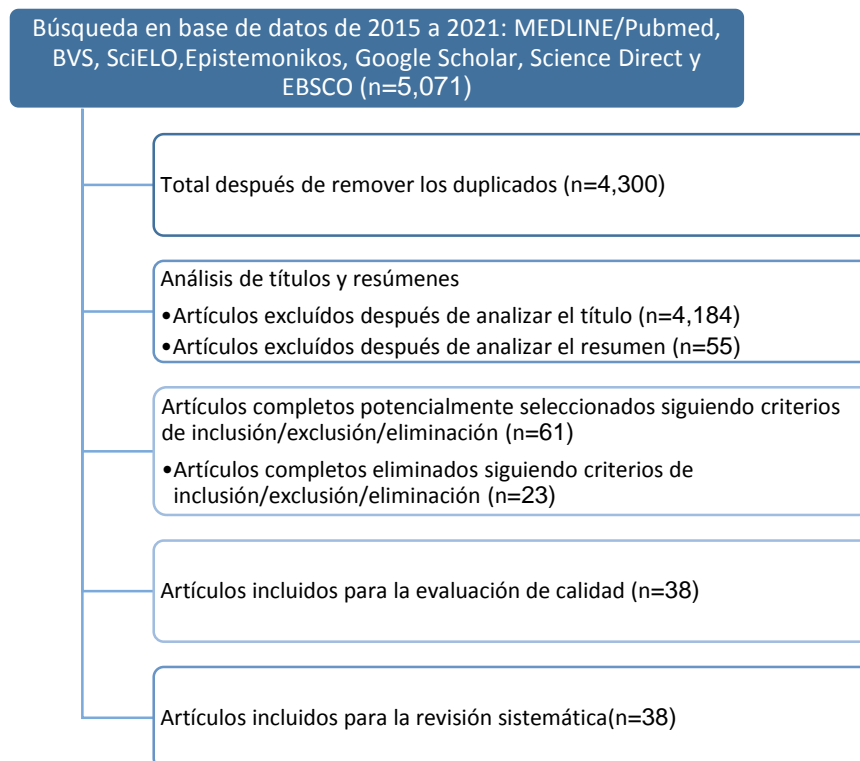 Búsqueda en base de datos de 2015 a 2021: MEDLINE/Pubmed,
BVS, SciELO,Epistemonikos, Google Scholar, Science Direct y
EBSCO (n=5,071)
Total después de remover los duplicados (n=4,300)
Análisis de títulos y resúmenes
•Artículos excluídos después de analizar el título (n=4,184)
•Artículos excluídos después de analizar el resumen (n=55)
Artículos completos potencialmente seleccionados siguiendo criterios
de inclusión/exclusión/eliminación (n=61)
•Artículos completos eliminados siguiendo criterios de
inclusión/exclusión/eliminación (n=23)
Artículos incluidos para la evaluación de calidad (n=38)
Artículos incluidos para la revisión sistemática(n=38)